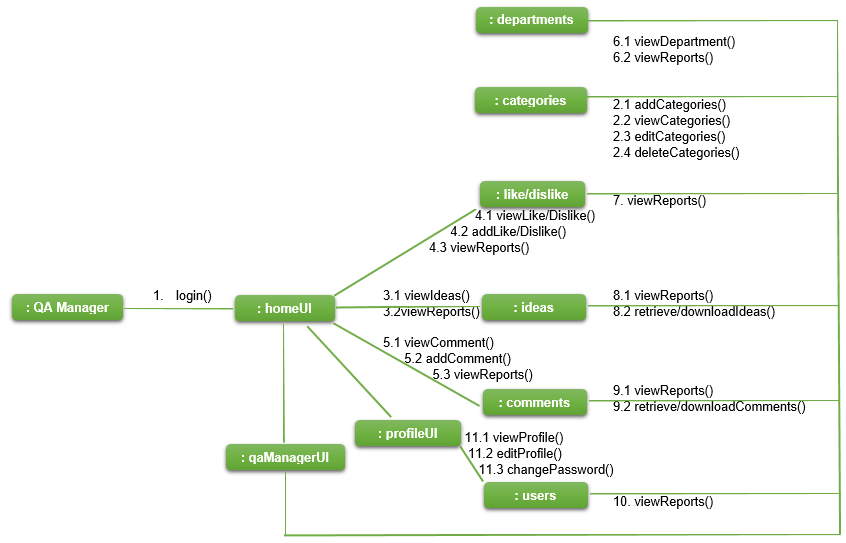 : departments
6.1 viewDepartment()
6.2 viewReports()
: categories
2.1 addCategories()
2.2 viewCategories()
2.3 editCategories()
2.4 deleteCategories()
: like/dislike
7. viewReports()
4.1 viewLike/Dislike()
4.2 addLike/Dislike()
4.3 viewReports()
: QA Manager
1. login()
: homeUI
3.1 viewIdeas()
3.2viewReports()
: ideas
8.1 viewReports()
8.2 retrieve/downloadIdeas()
5.1 viewComment()
5.2 addComment()
5.3 viewReports()
: comments
9.1 viewReports()
9.2 retrieve/downloadComments()
: profileUI
11.1 viewProfile()
11.2 editProfile()
11.3 changePassword()
: qaManagerUI
: users
10. viewReports()